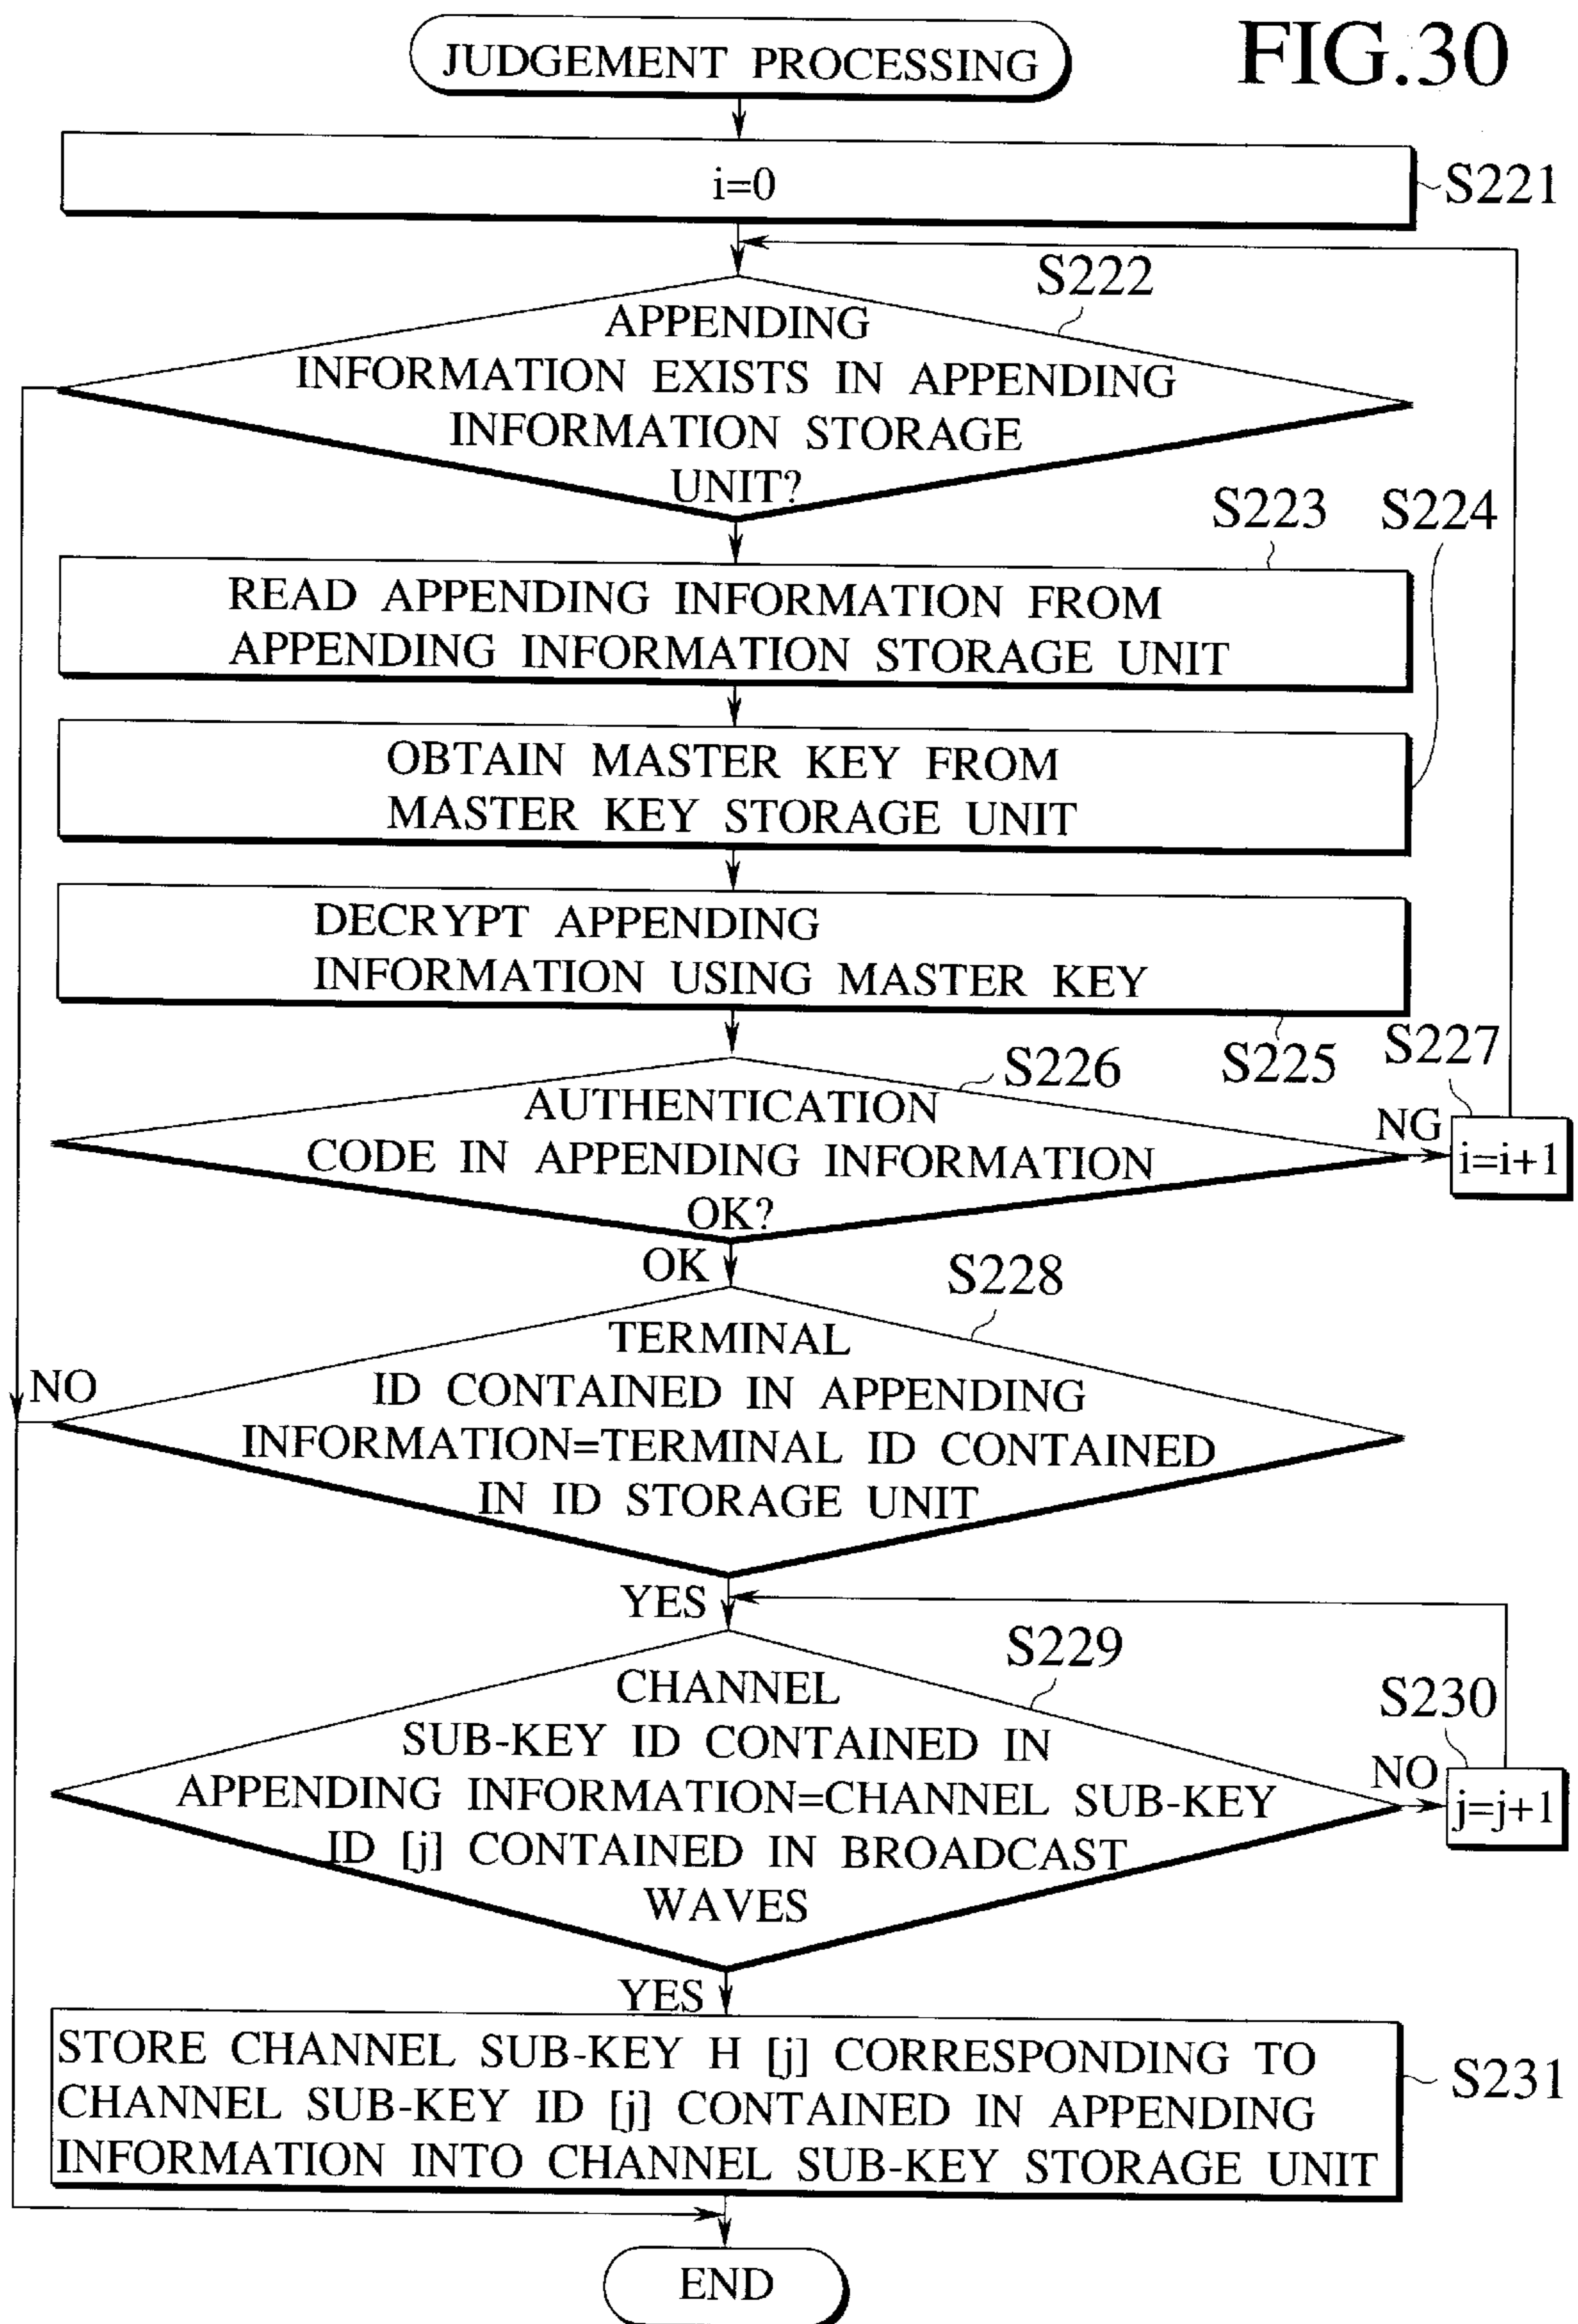 FIG.30
JUDGEMENT PROCESSING
i=0
S221
S222
APPENDING
INFORMATION EXISTS IN APPENDING
INFORMATION STORAGE
UNIT?
S223
S224
READ APPENDING INFORMATION FROM
APPENDING INFORMATION STORAGE UNIT
OBTAIN MASTER KEY FROM
MASTER KEY STORAGE UNIT
DECRYPT APPENDING
INFORMATION USING MASTER KEY
S225
S226
S227
AUTHENTICATION
CODE IN APPENDING INFORMATION
OK?
NG
i=i+1
OK
S228
TERMINAL
ID CONTAINED IN APPENDING
INFORMATION=TERMINAL ID CONTAINED
IN ID STORAGE UNIT
NO
YES
S229
S230
CHANNEL
SUB-KEY ID CONTAINED IN
APPENDING INFORMATION=CHANNEL SUB-KEY
ID [j] CONTAINED IN BROADCAST
WAVES
NO
j=j+1
YES
STORE CHANNEL SUB-KEY H [j] CORRESPONDING TO
CHANNEL SUB-KEY ID [j] CONTAINED IN APPENDING
INFORMATION INTO CHANNEL SUB-KEY STORAGE UNIT
S231
END